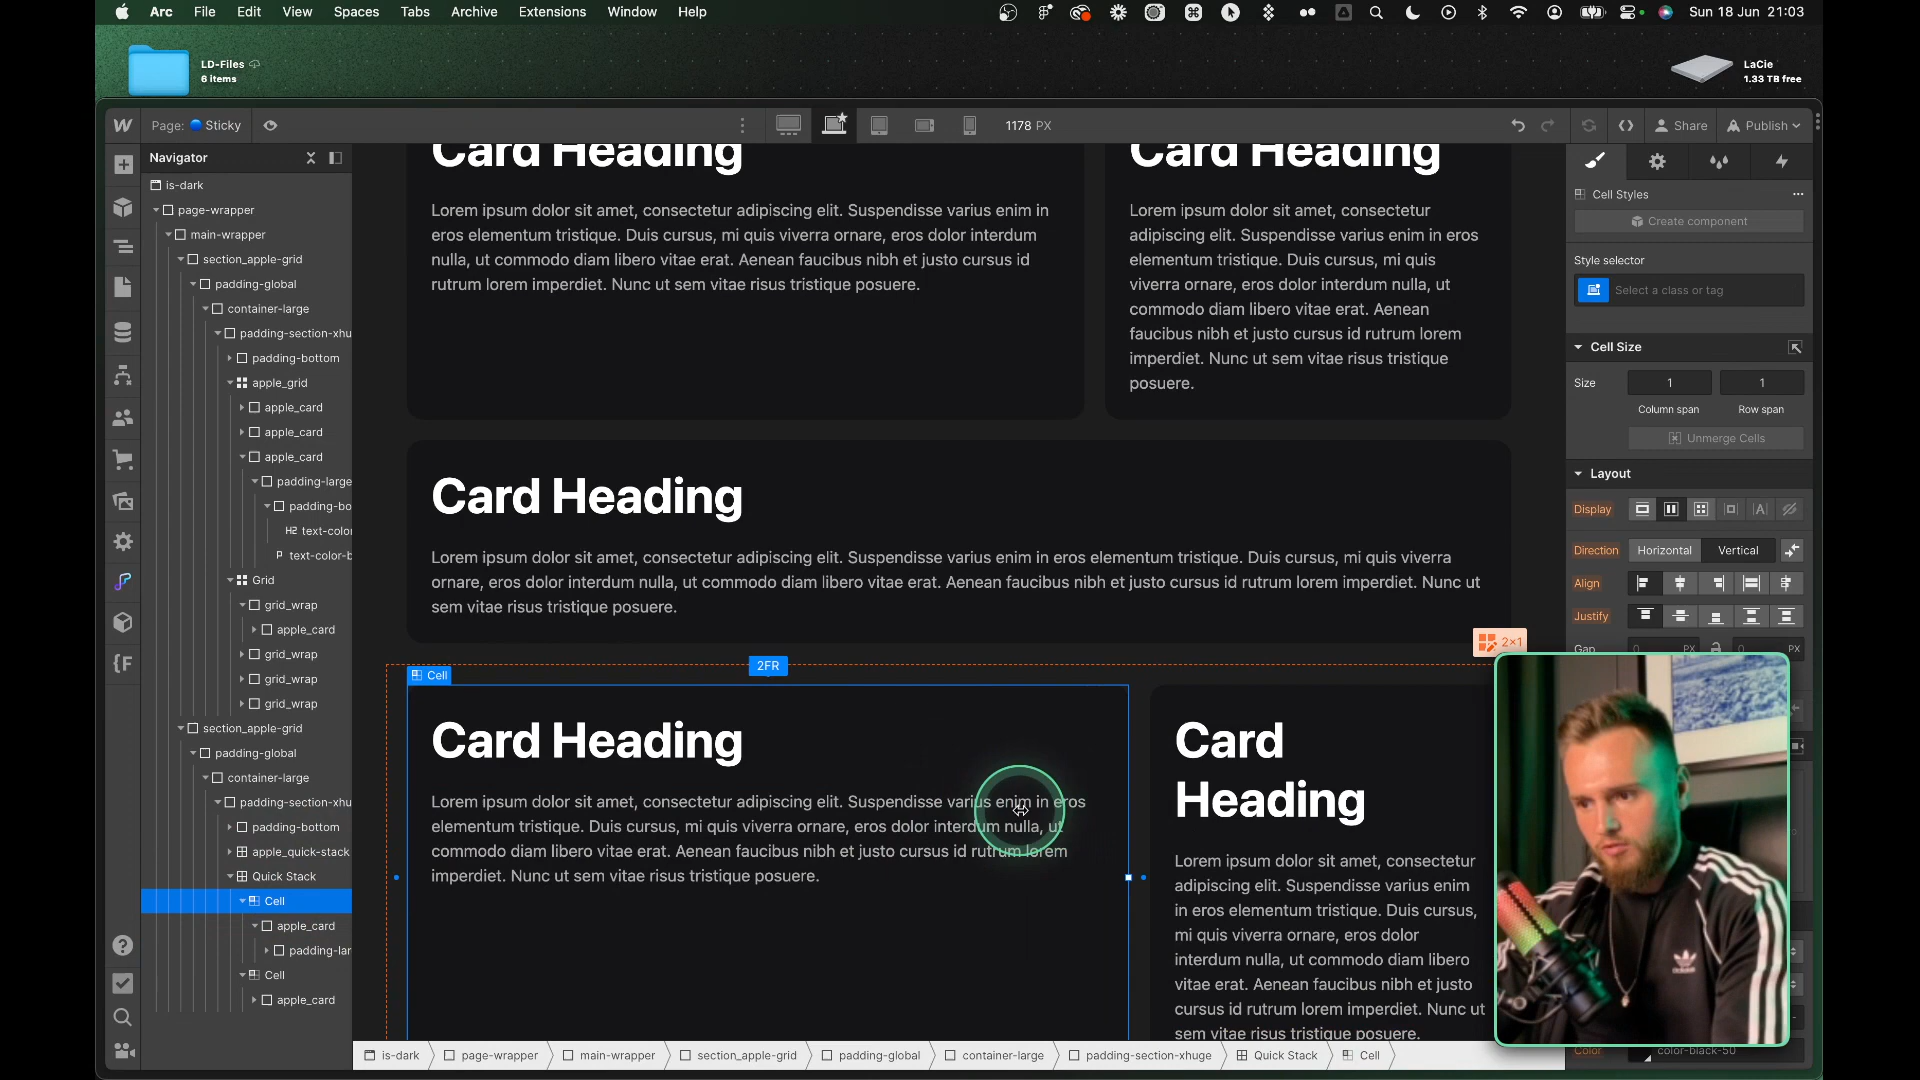 Arc File Edit View Spaces Tabs Archive Extensions Window Help
Sun 18 Jun 21:03
LD-Files
6 items
LaCie
1.33 TB free
Page: Sticky
1178 PX
Share
Publish
Navigator
is-dark
page-wrapper
main-wrapper
section_apple-grid
padding-global
container-large
padding-section-xhu
padding-bottom
apple_grid
apple_card
apple_card
apple_card
padding-large
padding-bo
H2 text-color
P text-color-b
Grid
grid_wrap
apple_card
grid_wrap
grid_wrap
grid_wrap
section_apple-grid
padding-global
container-large
padding-section-xhu
padding-bottom
apple_quick-stack
Quick Stack
Cell
apple_card
padding-lar
Cell
apple_card
Card Heading
Lorem ipsum dolor sit amet, consectetur adipiscing elit. Suspendisse varius enim in
eros elementum tristique. Duis cursus, mi quis viverra ornare, eros dolor interdum
nulla, ut commodo diam libero vitae erat. Aenean faucibus nibh et justo cursus id
rutrum lorem imperdiet. Nunc ut sem vitae risus tristique posuere.
Card Heading
Lorem ipsum dolor sit amet, consectetur
adipiscing elit. Suspendisse varius enim in eros
elementum tristique. Duis cursus, mi quis
viverra ornare, eros dolor interdum nulla, ut
commodo diam libero vitae erat. Aenean
faucibus nibh et justo cursus id rutrum lorem
imperdiet. Nunc ut sem vitae risus tristique
posuere.
Card Heading
Lorem ipsum dolor sit amet, consectetur adipiscing elit. Suspendisse varius enim in eros elementum tristique. Duis cursus, mi quis viverra
ornare, eros dolor interdum nulla, ut commodo diam libero vitae erat. Aenean faucibus nibh et justo cursus id rutrum lorem imperdiet. Nunc ut
sem vitae risus tristique posuere.
2×1
2FR
Cell
Card Heading
Lorem ipsum dolor sit amet, consectetur adipiscing elit. Suspendisse varius enim in eros
elementum tristique. Duis cursus, mi quis viverra ornare, eros dolor interdum nulla, ut
commodo diam libero vitae erat. Aenean faucibus nibh et justo cursus id rutrum lorem
imperdiet. Nunc ut sem vitae risus tristique posuere.
Card
Heading
Lorem ipsum dolor sit amet, consectetur
adipiscing elit. Suspendisse varius enim
in eros elementum tristique. Duis cursus,
mi quis viverra ornare, eros dolor
interdum nulla, ut commodo diam libero
vitae erat. Aenean faucibus nibh et justo
cursus id rutrum lorem imperdiet. Nunc ut
sem vitae risus tristique posuere.
Cell Styles
Create component
Style selector
Select a class or tag
Cell Size
Size 1 1
Column span Row span
Unmerge Cells
Layout
Display
Direction Horizontal Vertical
Align
Justify
Gap 0 PX 0 PX
Color color-black-50
adidas
is-dark page-wrapper main-wrapper section_apple-grid padding-global container-large padding-section-xhuge Quick Stack Cell